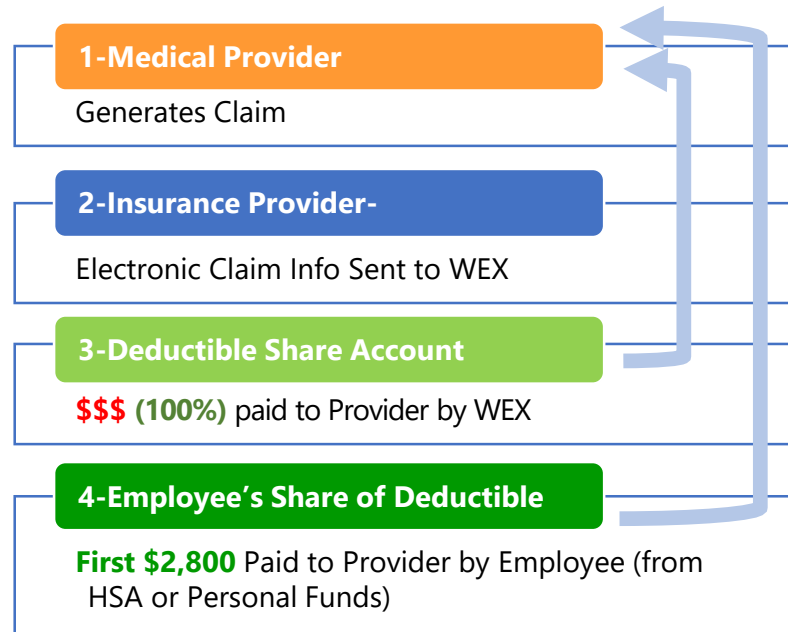 1-Medical Provider
Generates Claim
2-Insurance Provider-
Electronic Claim Info Sent to WEX
3-Deductible Share Account
$$$ (100%) paid to Provider by WEX
4-Employee’s Share of Deductible
First $2,800 Paid to Provider by Employee (from
HSA or Personal Funds)